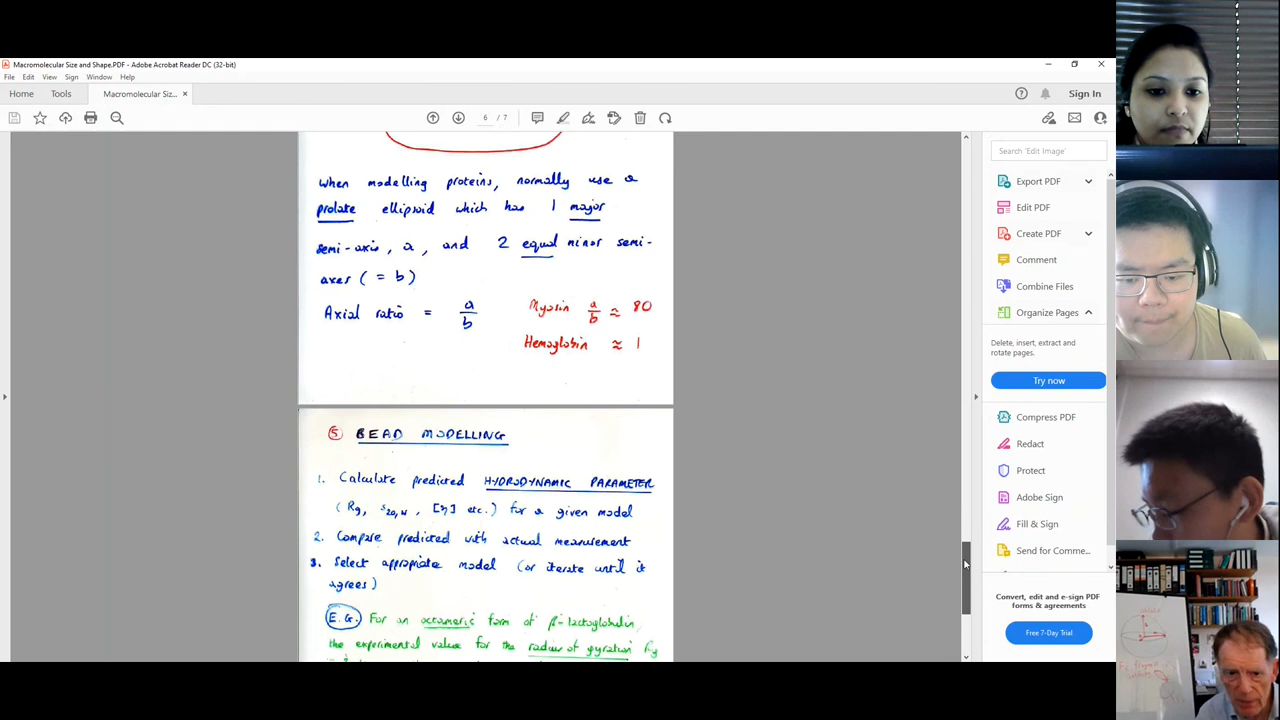 Macromolecular Size and Shape.PDF - Adobe Acrobat Reader DC (32-bit)
File Edit View Sign Window Help
Home Tools Macromolecular Siz... ×
Sign In
6 / 7
When modelling proteins, normally use a
prolate ellipsoid which has 1 major
semi-axis, a, and 2 equal minor semi-
axes (= b)
Axial ratio = a/b
Myosin a/b ≈ 80
Hemoglobin ≈ 1
5 BEAD MODELLING
1. Calculate predicted HYDRODYNAMIC PARAMETER
(Rg, s20,w, [η] etc.) for a given model
2. Compare predicted with actual measurement
3. Select appropriate model (or iterate until it
agrees)
E.G. For an octameric form of β-lactoglobulin,
the experimental value for the radius of gyration Rg
Search 'Edit Image'
Export PDF
Edit PDF
Create PDF
Comment
Combine Files
Organize Pages
Delete, insert, extract and
rotate pages.
Try now
Compress PDF
Redact
Protect
Adobe Sign
Fill & Sign
Send for Comme...
Convert, edit and e-sign PDF
forms & agreements
Free 7-Day Trial